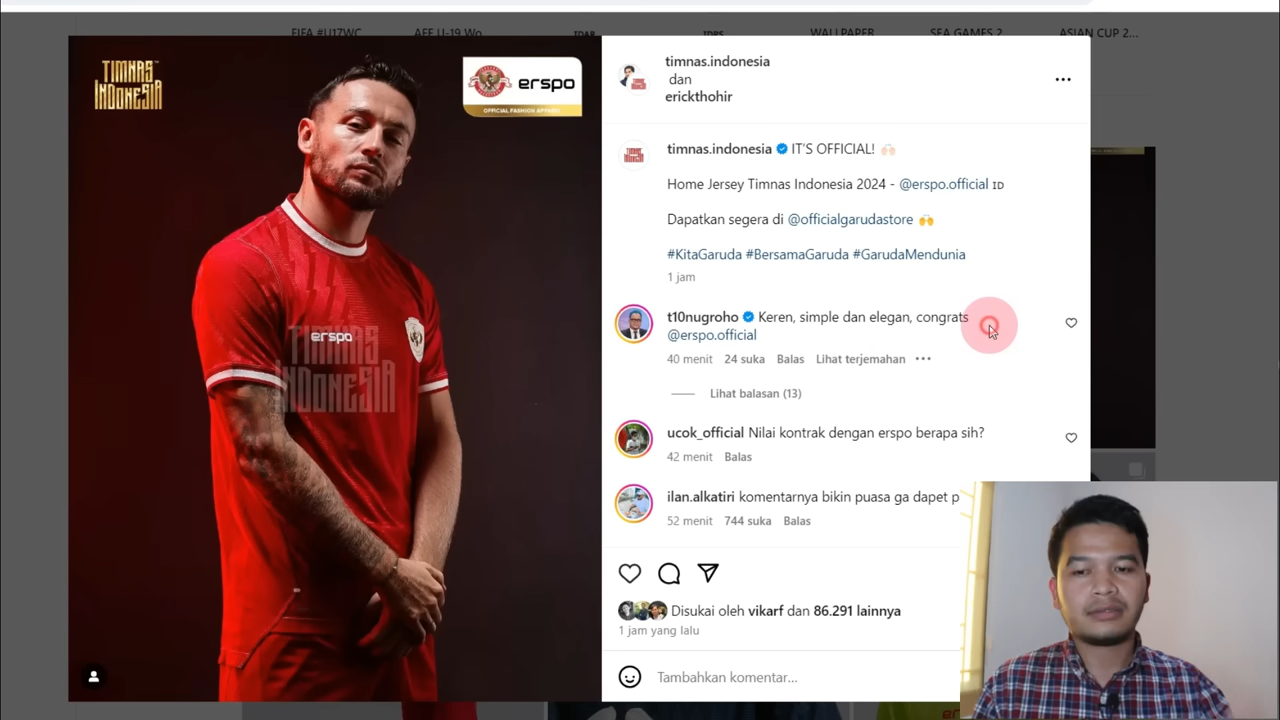 FIFA #U17WC
AFF U-19 Wo...
WALLPAPER
SEA GAMES 2...
ASIAN CUP 2...
TIMNAS
INDONESIA
erspo
OFFICIAL FASHION APPAREL
erspo
TIMNAS
INDONESIA
timnas.indonesia
dan
erickthohir
timnas.indonesia IT'S OFFICIAL! 🙌🏻
Home Jersey Timnas Indonesia 2024 - @erspo.official ID
Dapatkan segera di @officialgarudastore 🙌
#KitaGaruda #BersamaGaruda #GarudaMendunia
1 jam
t10nugroho Keren, simple dan elegan, congrats
@erspo.official
40 menit 24 suka Balas Lihat terjemahan
Lihat balasan (13)
ucok_official Nilai kontrak dengan erspo berapa sih?
42 menit Balas
ilan.alkatiri komentarnya bikin puasa ga dapet p
52 menit 744 suka Balas
Disukai oleh vikarf dan 86.291 lainnya
1 jam yang lalu
Tambahkan komentar...